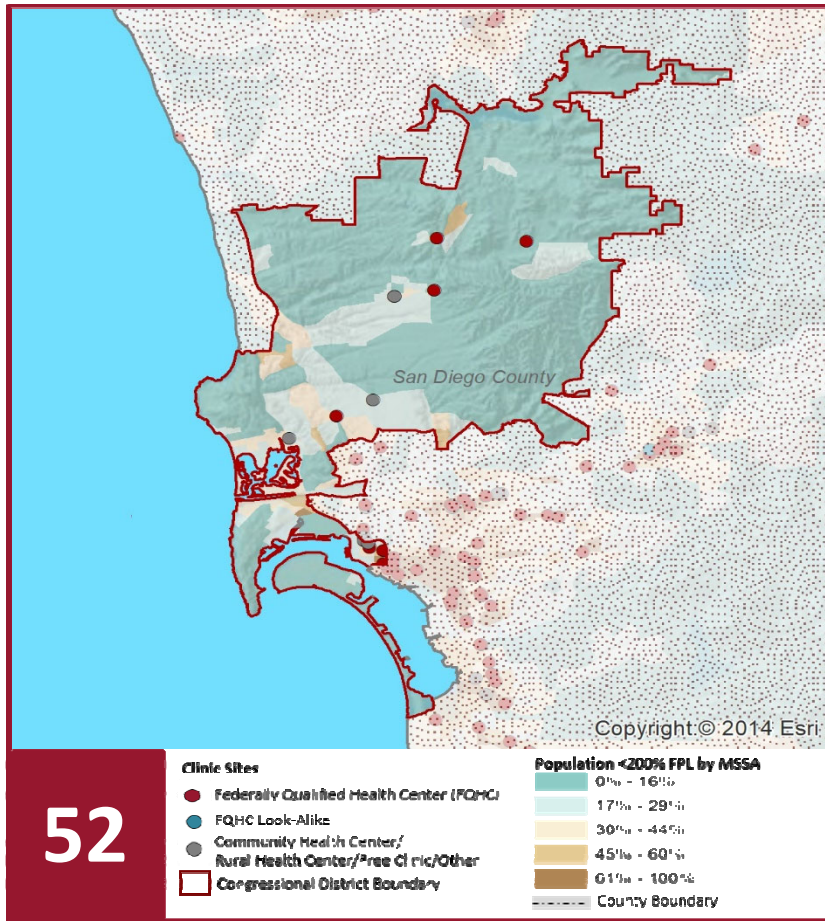 San Diego County
Copyright:© 2014 Esri
52
Clinic Sites
Federally Qualified Health Center (FQHC)
FQHC Look-Alike
Community Health Center/
Rural Health Center/Free Clinic/Other
Congressional District Boundary
Population <200% FPL by MSSA
0% - 16%
17% - 29%
30% - 44%
45% - 60%
61% - 100%
County Boundary